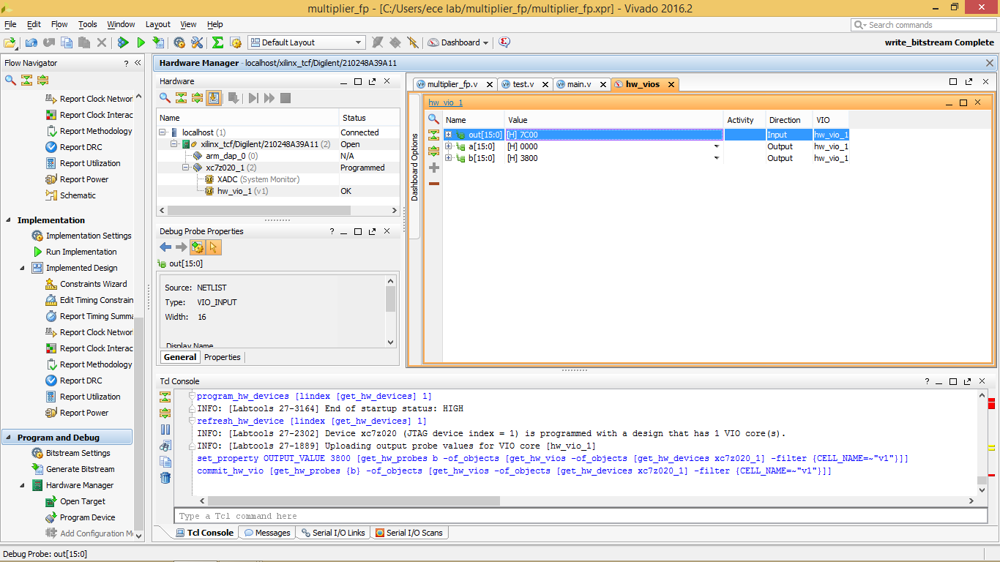 multiplier_fp - [C:/Users/ece lab/multiplier_fp/multiplier_fp.xpr] - Vivado 2016.2
File Edit Flow Tools Window Layout View Help
Search commands
Default Layout
Dashboard
write_bitstream Complete
Flow Navigator ? «
Report Clock Networ
Report Clock Interac
Report Methodology
Report DRC
Report Utilization
Report Power
Schematic
Implementation
Implementation Settings
Run Implementation
Implemented Design
Constraints Wizard
Edit Timing Constrain
Report Timing Summa
Report Clock Networ
Report Clock Interac
Report Methodology
Report DRC
Report Utilization
Report Power
Program and Debug
Bitstream Settings
Generate Bitstream
Hardware Manager
Open Target
Program Device
Add Configuration Me
Hardware Manager - localhost/xilinx_tcf/Digilent/210248A39A11
Hardware
Name Status
localhost (1) Connected
xilinx_tcf/Digilent/210248A39A11 (2) Open
arm_dap_0 (0) N/A
xc7z020_1 (2) Programmed
XADC (System Monitor)
hw_vio_1 (v1) OK
Debug Probe Properties ?
out[15:0]
Source: NETLIST
Type: VIO_INPUT
Width: 16
Display Name
General Properties
multiplier_fp.v test.v main.v hw_vios
Dashboard Options
hw_vio_1
Name Value Activity Direction VIO
out[15:0] [H] 7C00 Input hw_vio_1
a[15:0] [H] 0000 Output hw_vio_1
b[15:0] [H] 3800 Output hw_vio_1
Tcl Console ?
program_hw_devices [lindex [get_hw_devices] 1]
INFO: [Labtools 27-3164] End of startup status: HIGH
refresh_hw_device [lindex [get_hw_devices] 1]
INFO: [Labtools 27-2302] Device xc7z020 (JTAG device index = 1) is programmed with a design that has 1 VIO core(s).
INFO: [Labtools 27-1889] Uploading output probe values for VIO core [hw_vio_1]
set_property OUTPUT_VALUE 3800 [get_hw_probes b -of_objects [get_hw_vios -of_objects [get_hw_devices xc7z020_1] -filter {CELL_NAME=~"v1"}]]
commit_hw_vio [get_hw_probes {b} -of_objects [get_hw_vios -of_objects [get_hw_devices xc7z020_1] -filter {CELL_NAME=~"v1"}]]
Type a Tcl command here
Tcl Console Messages Serial I/O Links Serial I/O Scans
Debug Probe: out[15:0]